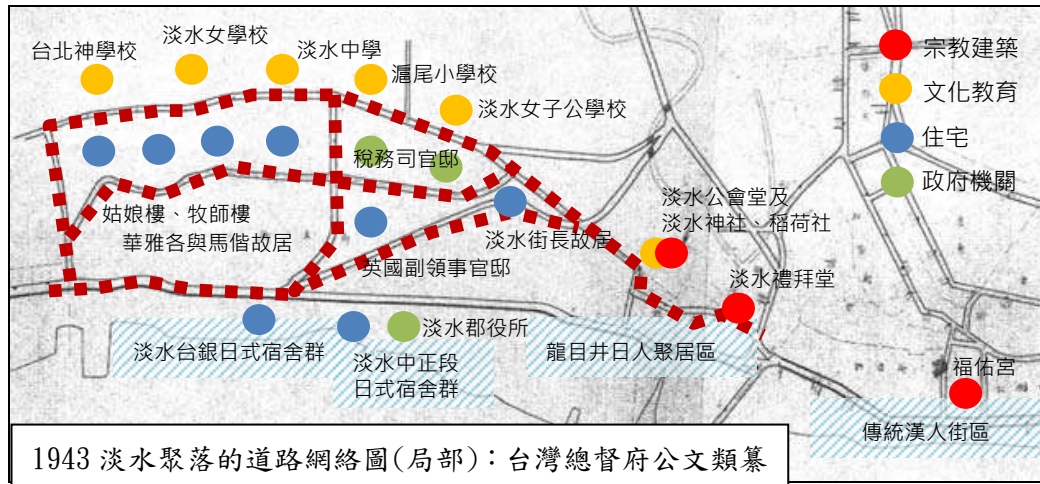 淡水女學校
淡水中學
台北神學校
滬尾小學校
淡水女子公學校
宗教建築
文化教育
住宅
政府機關
稅務司官邸
姑娘樓、牧師樓
華雅各與馬偕故居
淡水公會堂及
淡水神社、稻荷社
淡水街長故居
英國副領事官邸
淡水禮拜堂
淡水台銀日式宿舍群
淡水郡役所
淡水中正段
日式宿舍群
龍目井日人聚居區
福佑宮
傳統漢人街區
1943 淡水聚落的道路網絡圖(局部)：台灣總督府公文類纂